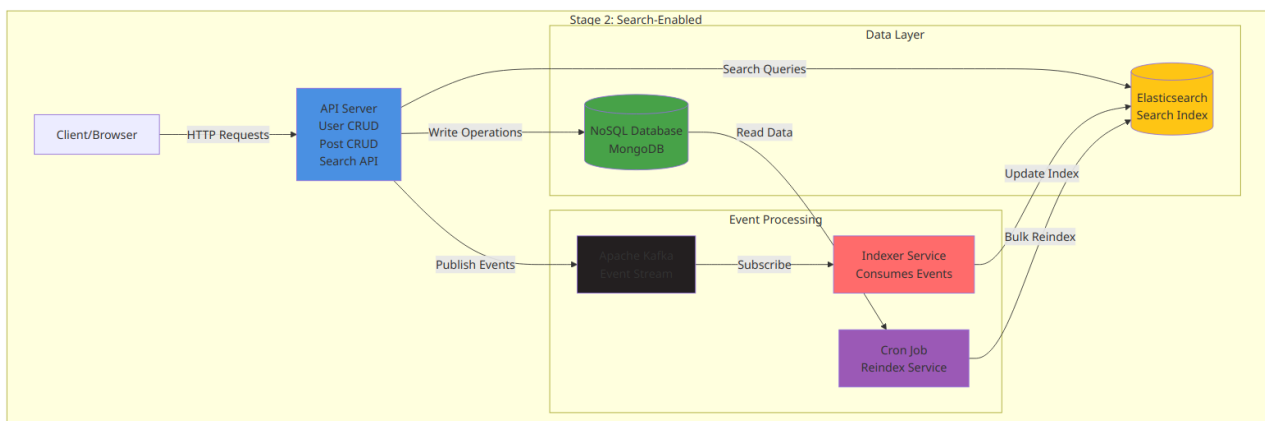 Stage 2: Search-Enabled
Data Layer
Search Queries
Elasticsearch
Search Index
API Server
User CRUD
Post CRUD
Search API
Client/Browser
HTTP Requests
Write Operations
NoSQL Database
MongoDB
Read Data
Update Index
Event Processing
Bulk Reindex
Publish Events
Apache Kafka
Event Stream
Subscribe
Indexer Service
Consumes Events
Cron Job
Reindex Service